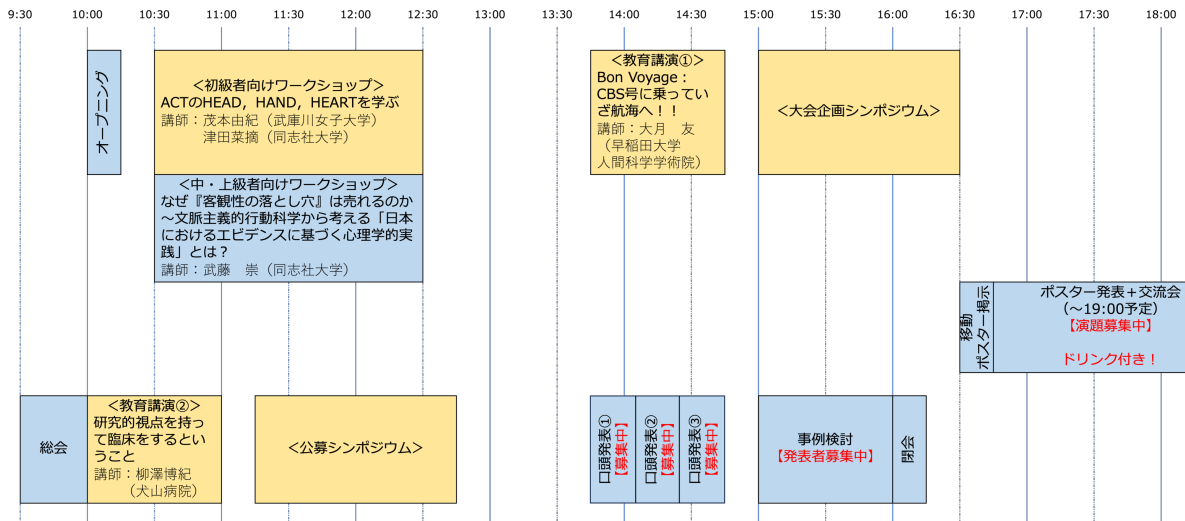 9:30 10:00 10:30 11:00 11:30 12:00 12:30 13:00 13:30 14:00 14:30 15:00 15:30 16:00 16:30 17:00 17:30 18:00
オープニング
＜初級者向けワークショップ＞
ACTのHEAD，HAND，HEARTを学ぶ
講師：茂本由紀（武庫川女子大学）
津田菜摘（同志社大学）
＜中・上級者向けワークショップ＞
なぜ『客観性の落とし穴』は売れるのか
～文脈主義的行動科学から考える「日本
におけるエビデンスに基づく心理学的実
践」とは？
講師：武藤　崇（同志社大学）
＜教育講演①＞
Bon Voyage：
CBS号に乗ってい
ざ航海へ！！
講師：大月　友
（早稲田大学
人間科学学術院）
＜大会企画シンポジウム＞
移動
ポスター掲示
ポスター発表＋交流会
（～19:00予定）
【演題募集中】
ドリンク付き！
総会
＜教育講演②＞
研究的視点を持っ
て臨床をするとい
うこと
講師：柳澤博紀
（犬山病院）
＜公募シンポジウム＞
口頭発表①
【募集中】
口頭発表②
【募集中】
口頭発表③
【募集中】
事例検討
【発表者募集中】
閉会